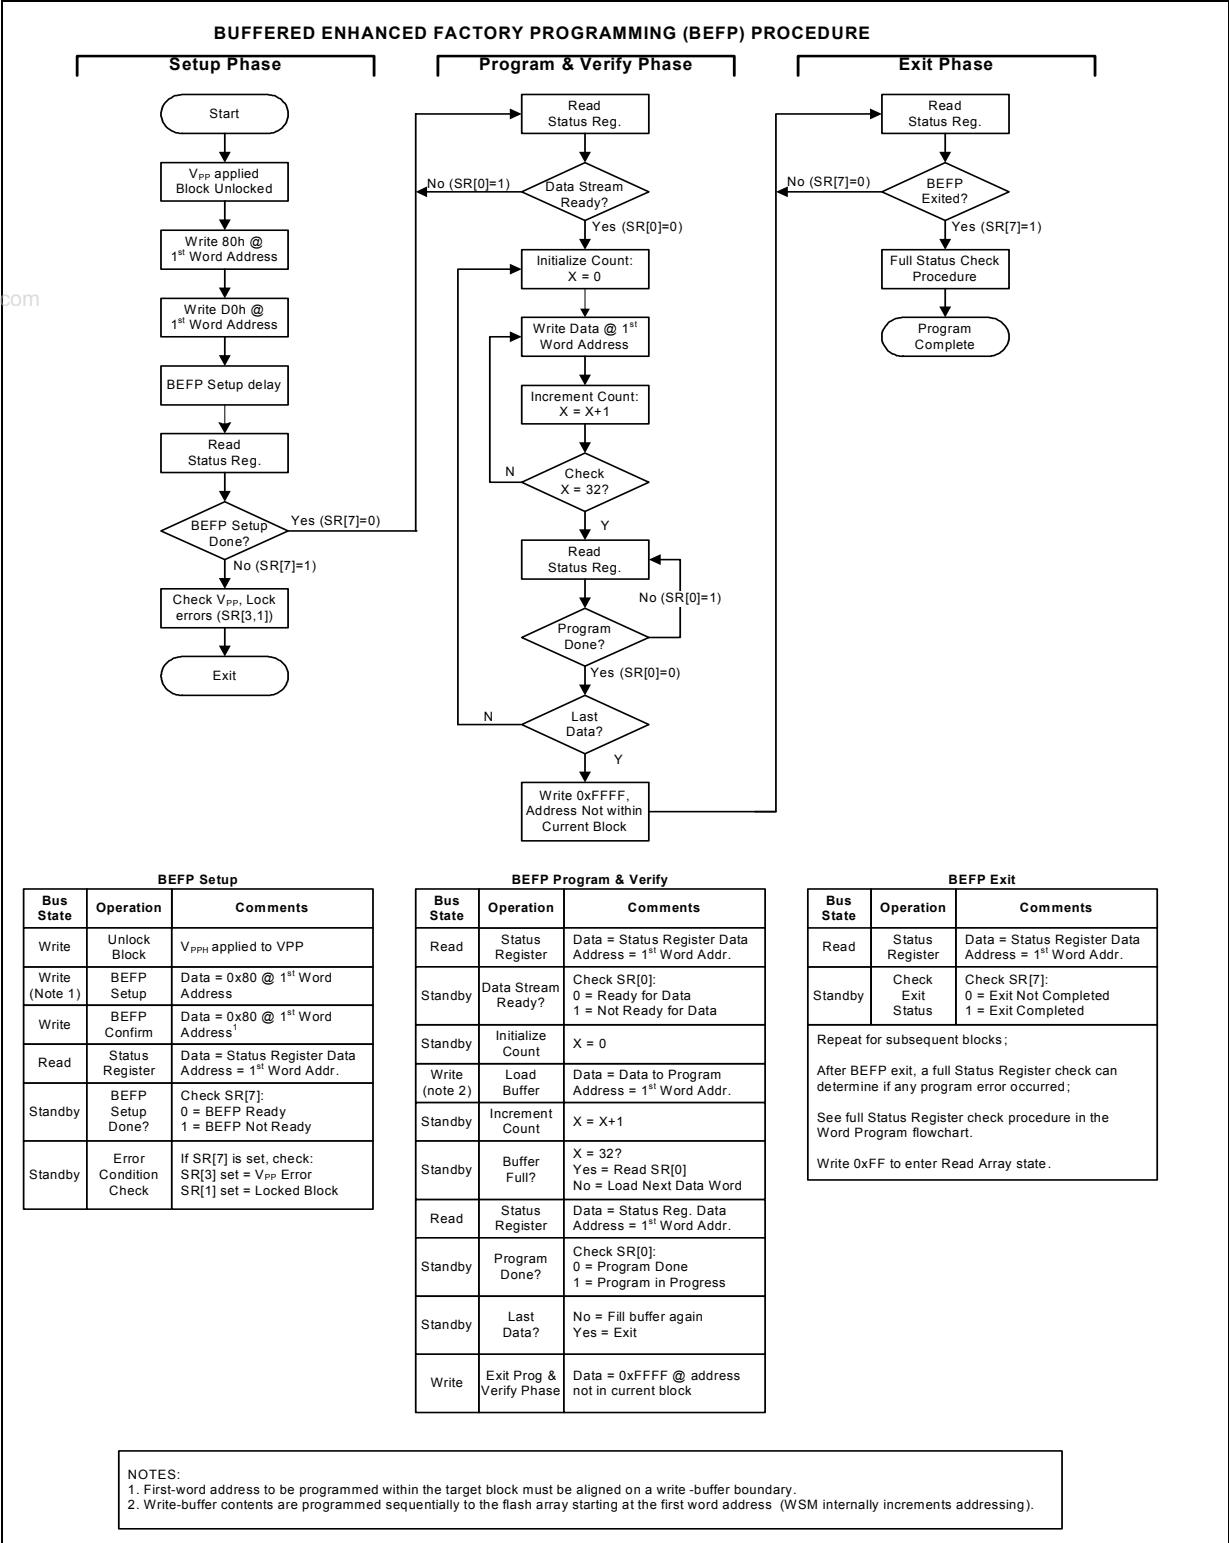 BUFFERED ENHANCED FACTORY PROGRAMMING (BEFP) PROCEDURE
Setup Phase
Start
VPP applied
Block Unlocked
Write 80h @
1st Word Address
Write D0h @
1st Word Address
BEFP Setup delay
Read
Status Reg.
BEFP Setup
Done?
Yes (SR[7]=0)
No (SR[7]=1)
Check VPP, Lock
errors (SR[3,1])
Exit
Program & Verify Phase
Read
Status Reg.
No (SR[0]=1)
Data Stream
Ready?
Yes (SR[0]=0)
Initialize Count:
X = 0
Write Data @ 1st
Word Address
Increment Count:
X = X+1
N
Check
X = 32?
Y
Read
Status Reg.
No (SR[0]=1)
Program
Done?
Yes (SR[0]=0)
N
Last
Data?
Y
Write 0xFFFF,
Address Not within
Current Block
Exit Phase
Read
Status Reg.
No (SR[7]=0)
BEFP
Exited?
Yes (SR[7]=1)
Full Status Check
Procedure
Program
Complete
com
BEFP Setup
Bus State Operation Comments
Write Unlock Block VPPH applied to VPP
Write (Note 1) BEFP Setup Data = 0x80 @ 1st Word Address
Write BEFP Confirm Data = 0x80 @ 1st Word Address1
Read Status Register Data = Status Register Data Address = 1st Word Addr.
Standby BEFP Setup Done? Check SR[7]:
0 = BEFP Ready
1 = BEFP Not Ready
Standby Error Condition Check If SR[7] is set, check:
SR[3] set = VPP Error
SR[1] set = Locked Block
BEFP Program & Verify
Bus State Operation Comments
Read Status Register Data = Status Register Data Address = 1st Word Addr.
Standby Data Stream Ready? Check SR[0]:
0 = Ready for Data
1 = Not Ready for Data
Standby Initialize Count X = 0
Write (note 2) Load Buffer Data = Data to Program Address = 1st Word Addr.
Standby Increment Count X = X+1
Standby Buffer Full? X = 32?
Yes = Read SR[0]
No = Load Next Data Word
Read Status Register Data = Status Reg. Data Address = 1st Word Addr.
Standby Program Done? Check SR[0]:
0 = Program Done
1 = Program in Progress
Standby Last Data? No = Fill buffer again
Yes = Exit
Write Exit Prog & Verify Phase Data = 0xFFFF @ address not in current block
BEFP Exit
Bus State Operation Comments
Read Status Register Data = Status Register Data Address = 1st Word Addr.
Standby Check Exit Status Check SR[7]:
0 = Exit Not Completed
1 = Exit Completed
Repeat for subsequent blocks;
After BEFP exit, a full Status Register check can
determine if any program error occurred;
See full Status Register check procedure in the
Word Program flowchart.
Write 0xFF to enter Read Array state.
NOTES:
1. First-word address to be programmed within the target block must be aligned on a write -buffer boundary.
2. Write-buffer contents are programmed sequentially to the flash array starting at the first word address (WSM internally increments addressing).